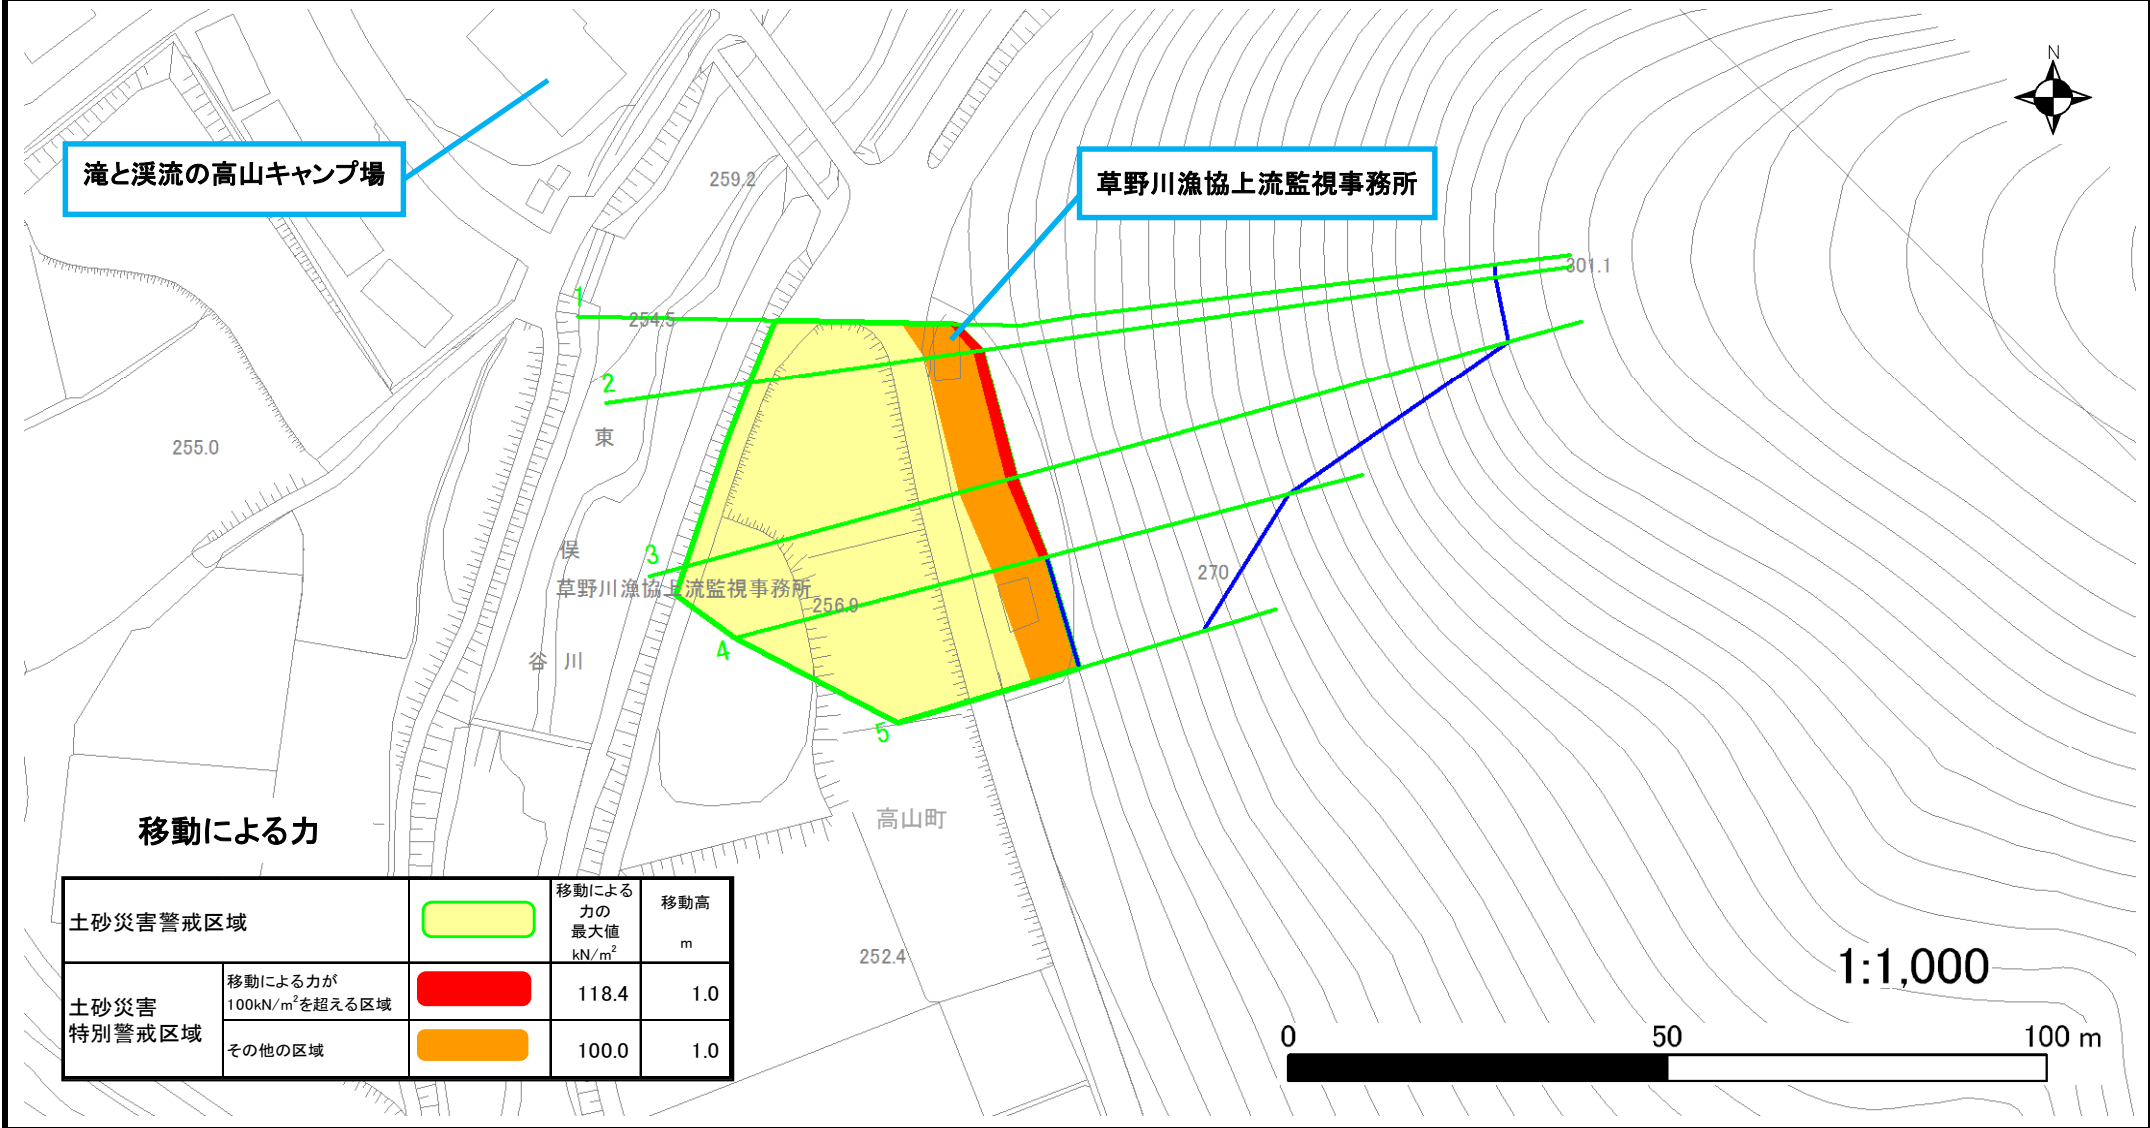 N
滝と渓流の高山キャンプ場
草野川漁協上流監視事務所
259.2
301.1
1
254.5
2
東
255.0
3
俣
草野川漁協上流監視事務所
256.9
270
4
谷 川
5
高山町
移動による力
252.4
土砂災害警戒区域
移動による
力の
最大値
kN/m²
移動高
m
土砂災害
特別警戒区域
移動による力が
100kN/m²を超える区域
118.4
1.0
その他の区域
100.0
1.0
1:1,000
0 50 100 m